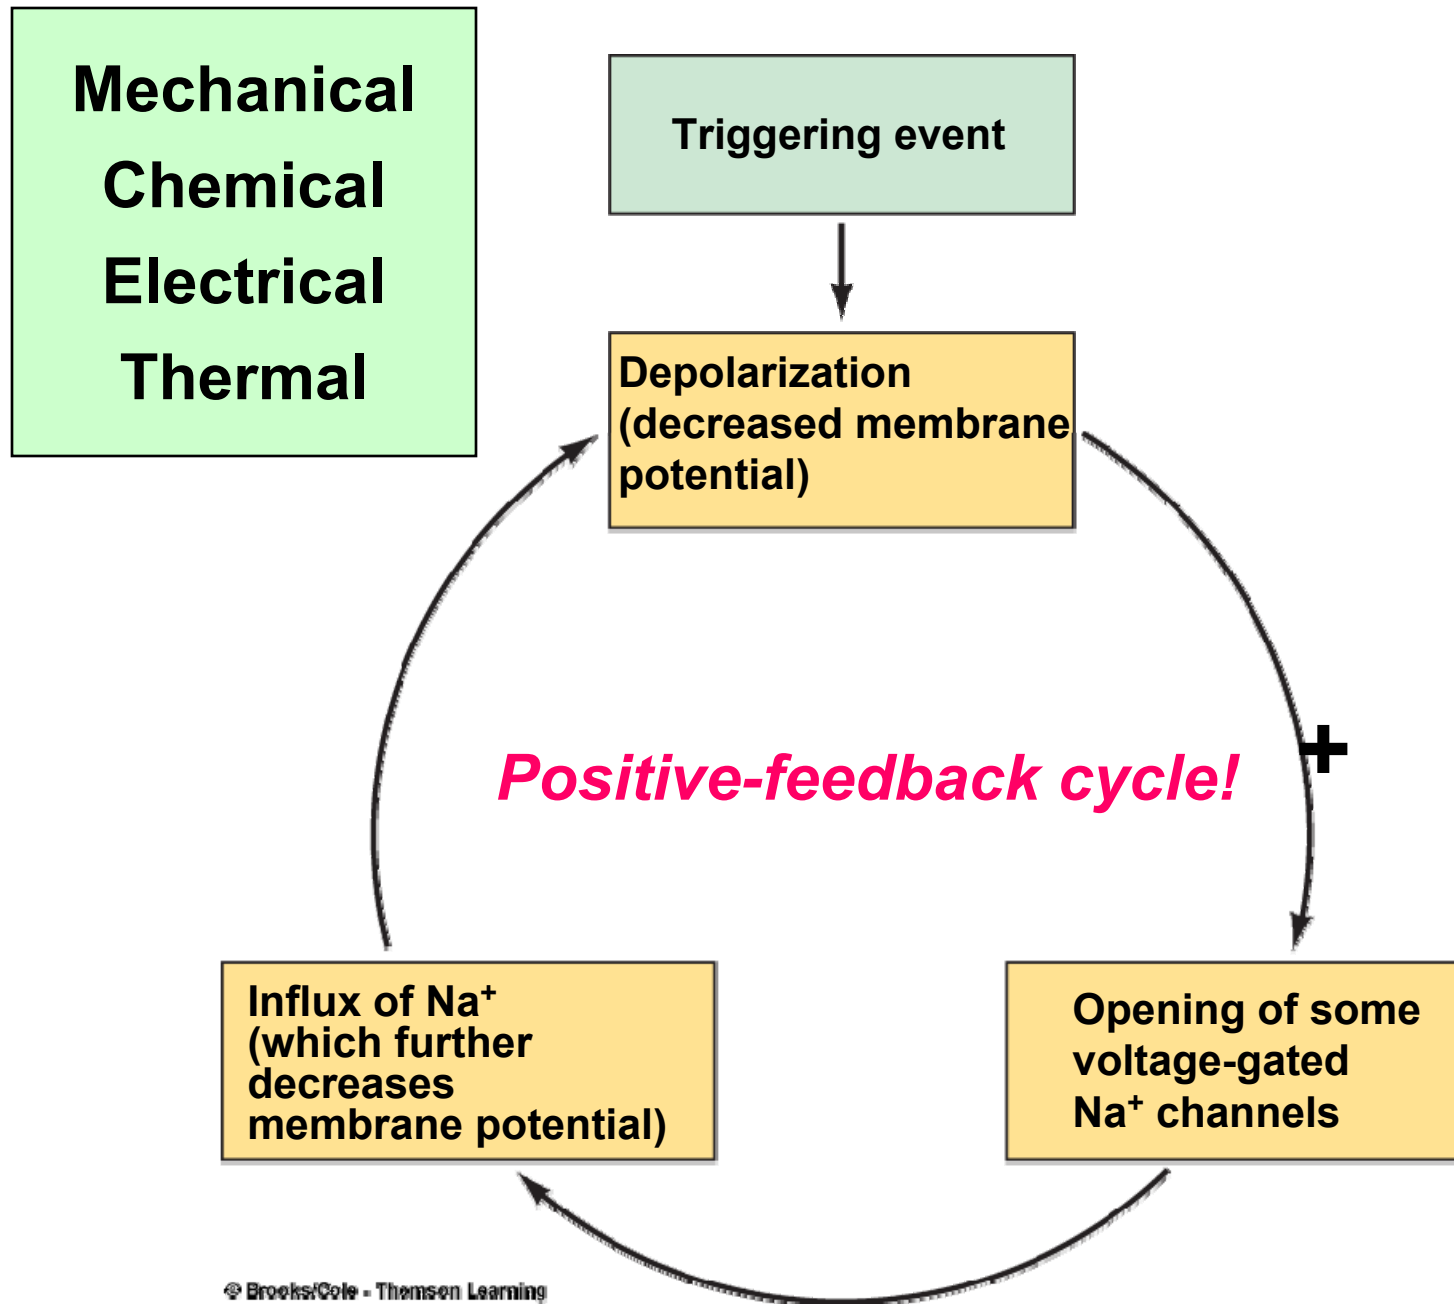 Mechanical
Chemical
Electrical
Thermal
Triggering event
Depolarization
(decreased membrane
potential)
+
Positive-feedback cycle!
Influx of Na⁺
(which further
decreases
membrane potential)
Opening of some
voltage-gated
Na⁺ channels
© Brooks/Cole - Thomson Learning